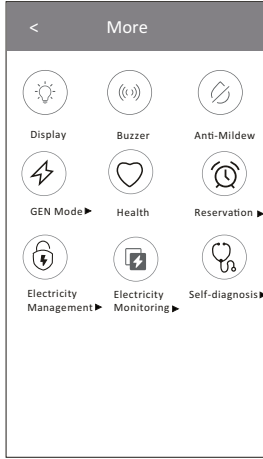 < More
Display Buzzer Anti-Mildew
GEN Mode▶ Health Reservation▶
Electricity
Management▶
Electricity
Monitoring▶
Self-diagnosis▶